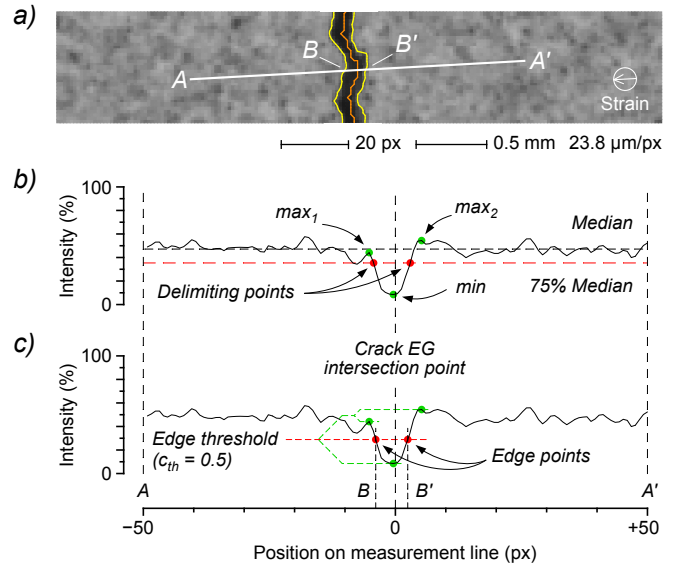 a)
B
B′
A
A′
Strain
20 px
0.5 mm
23.8 µm/px
b)
100
Intensity (%)
0
max1
max2
Median
Delimiting points
min
75% Median
c)
100
Intensity (%)
0
Crack EG
intersection point
Edge threshold
(cth = 0.5)
Edge points
A
B
B′
A′
−50
0
+50
Position on measurement line (px)